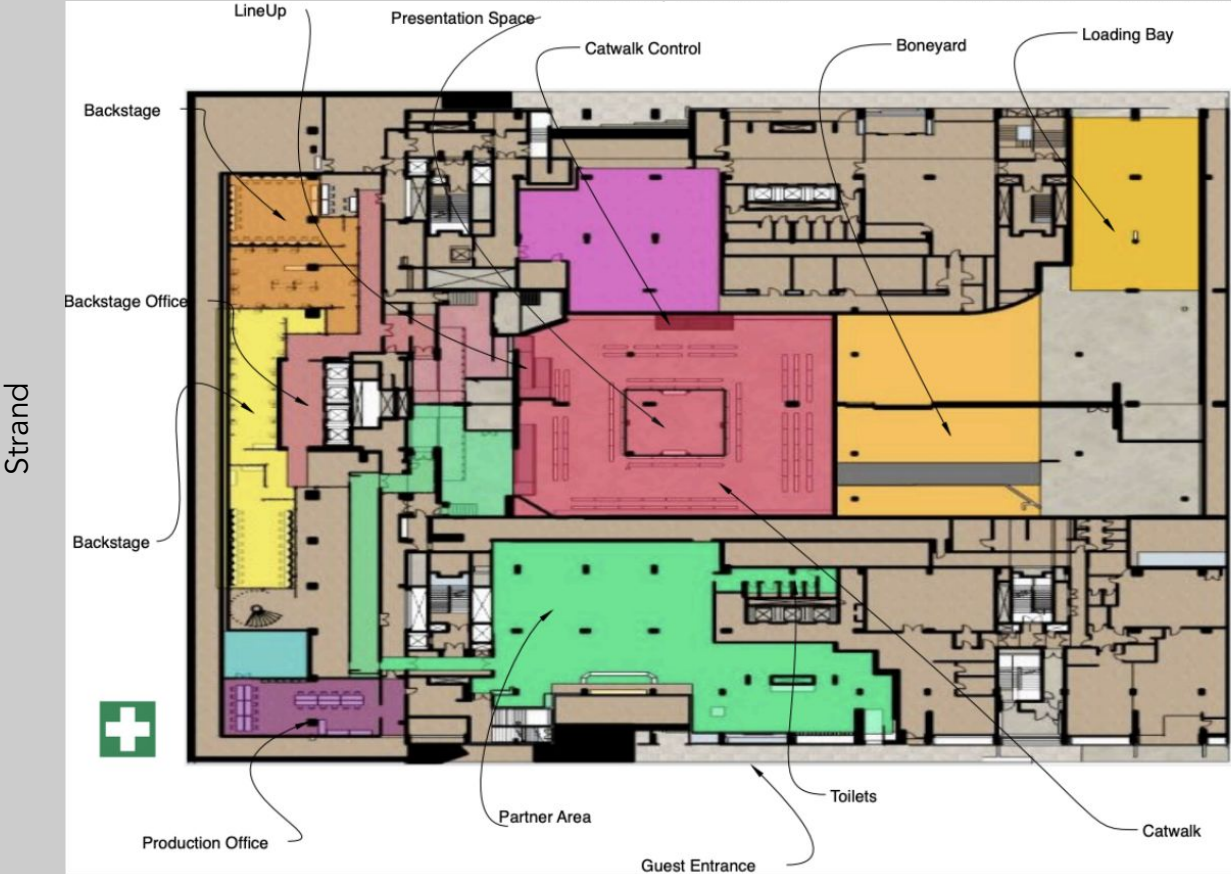 LineUp
Presentation Space
Catwalk Control
Boneyard
Loading Bay
Backstage
Backstage Office
Strand
Backstage
Partner Area
Toilets
Catwalk
Production Office
Guest Entrance